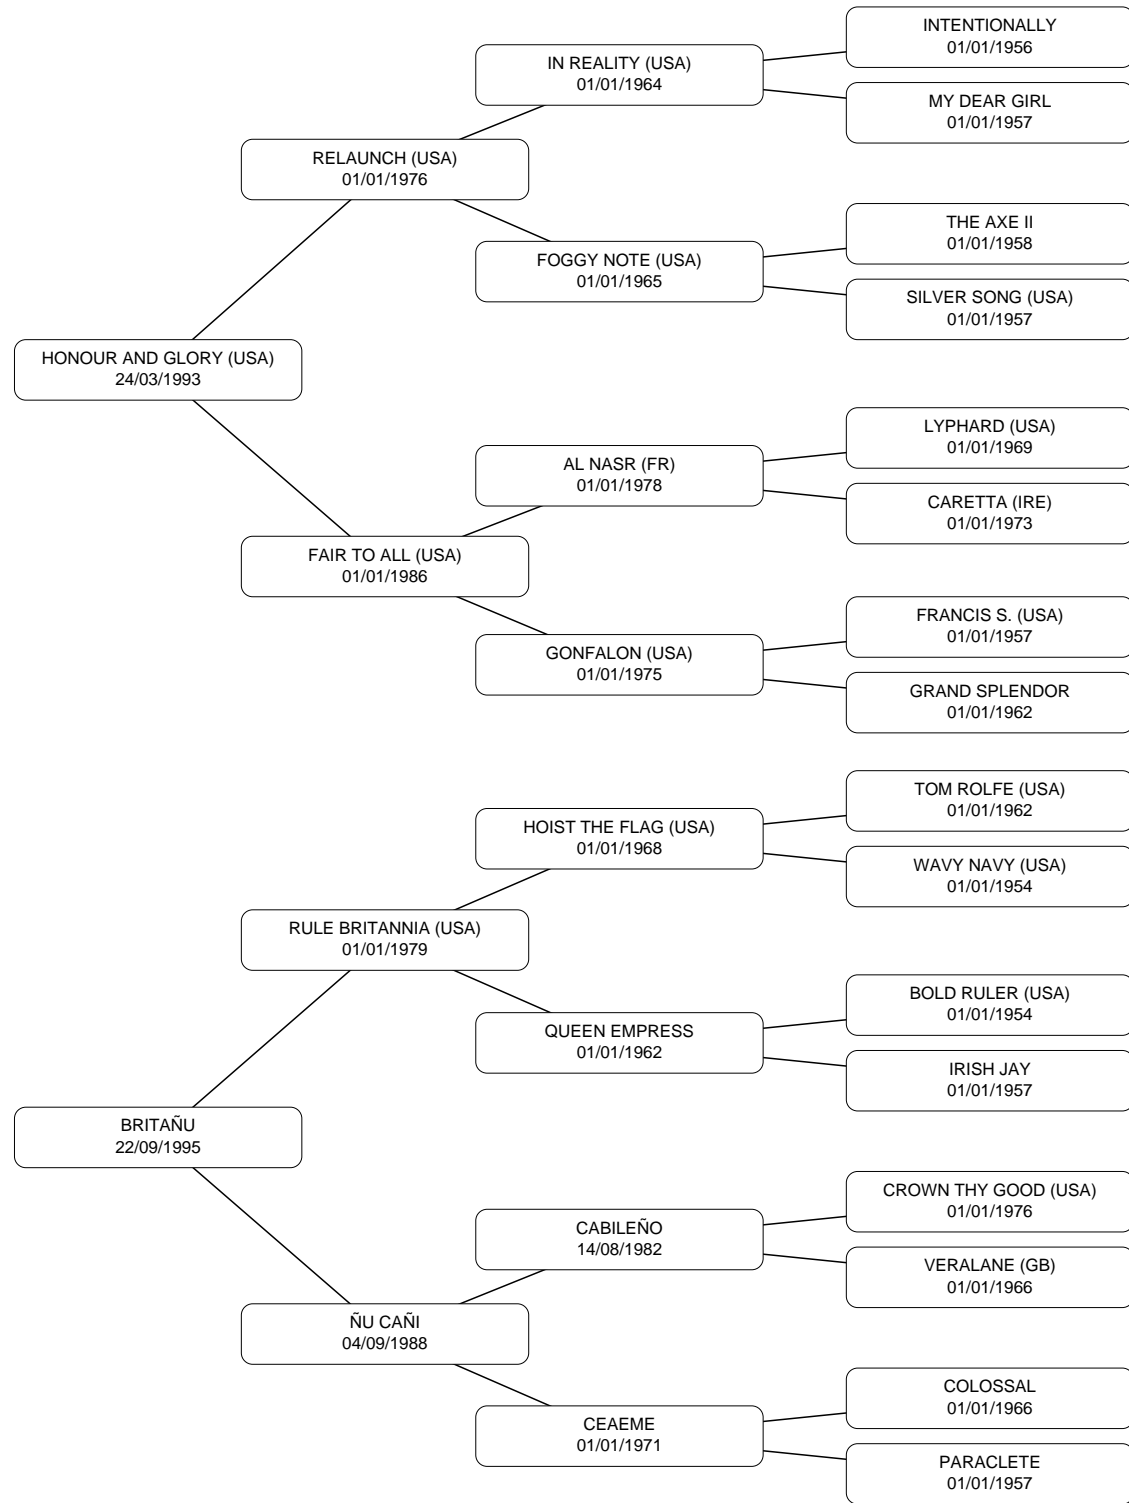 INTENTIONALLY
01/01/1956
IN REALITY (USA)
01/01/1964
MY DEAR GIRL
01/01/1957
RELAUNCH (USA)
01/01/1976
THE AXE II
01/01/1958
FOGGY NOTE (USA)
01/01/1965
SILVER SONG (USA)
01/01/1957
HONOUR AND GLORY (USA)
24/03/1993
LYPHARD (USA)
01/01/1969
AL NASR (FR)
01/01/1978
CARETTA (IRE)
01/01/1973
FAIR TO ALL (USA)
01/01/1986
FRANCIS S. (USA)
01/01/1957
GONFALON (USA)
01/01/1975
GRAND SPLENDOR
01/01/1962
TOM ROLFE (USA)
01/01/1962
HOIST THE FLAG (USA)
01/01/1968
WAVY NAVY (USA)
01/01/1954
RULE BRITANNIA (USA)
01/01/1979
BOLD RULER (USA)
01/01/1954
QUEEN EMPRESS
01/01/1962
IRISH JAY
01/01/1957
BRITAÑU
22/09/1995
CROWN THY GOOD (USA)
01/01/1976
CABILEÑO
14/08/1982
VERALANE (GB)
01/01/1966
ÑU CAÑI
04/09/1988
COLOSSAL
01/01/1966
CEAEME
01/01/1971
PARACLETE
01/01/1957